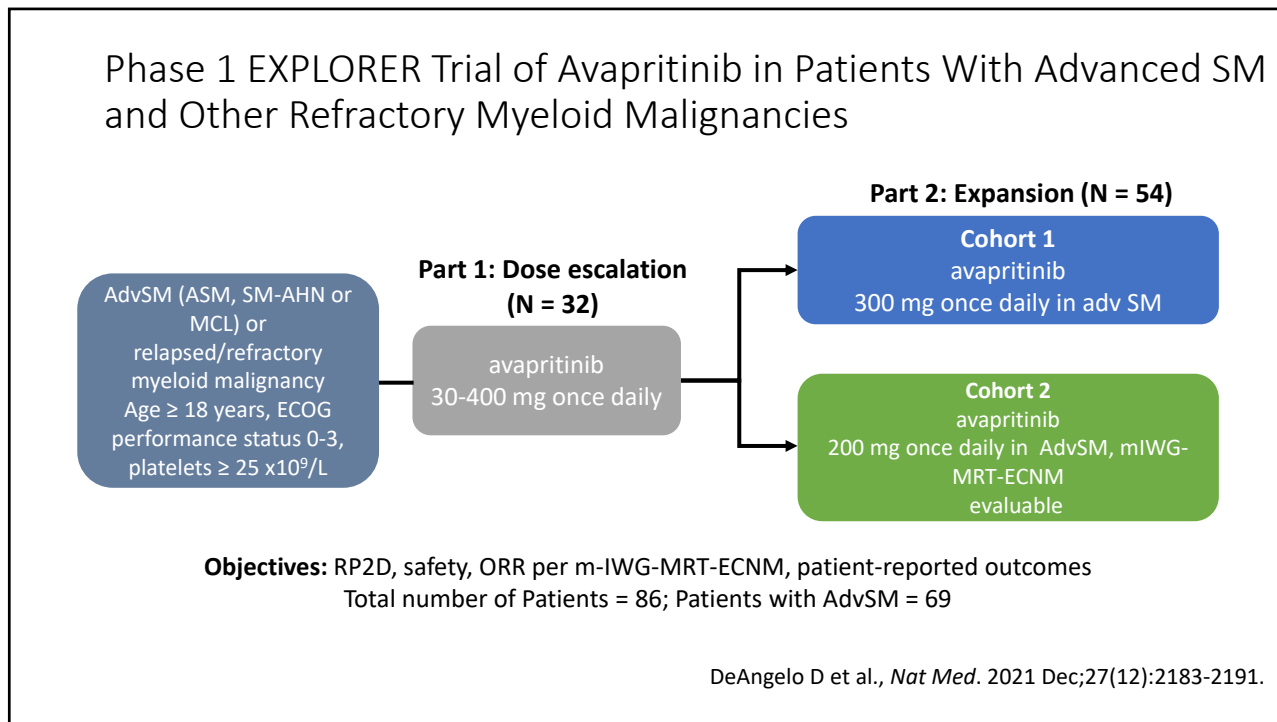 Phase 1 EXPLORER Trial of Avapritinib in Patients With Advanced SM
and Other Refractory Myeloid Malignancies
AdvSM (ASM, SM-AHN or
MCL) or
relapsed/refractory
myeloid malignancy
Age ≥ 18 years, ECOG
performance status 0-3,
platelets ≥ 25 x10⁹/L
Part 1: Dose escalation
(N = 32)
avapritinib
30-400 mg once daily
Part 2: Expansion (N = 54)
Cohort 1
avapritinib
300 mg once daily in adv SM
Cohort 2
avapritinib
200 mg once daily in AdvSM, mIWG-
MRT-ECNM
evaluable
Objectives: RP2D, safety, ORR per m-IWG-MRT-ECNM, patient-reported outcomes
Total number of Patients = 86; Patients with AdvSM = 69
DeAngelo D et al., Nat Med. 2021 Dec;27(12):2183-2191.